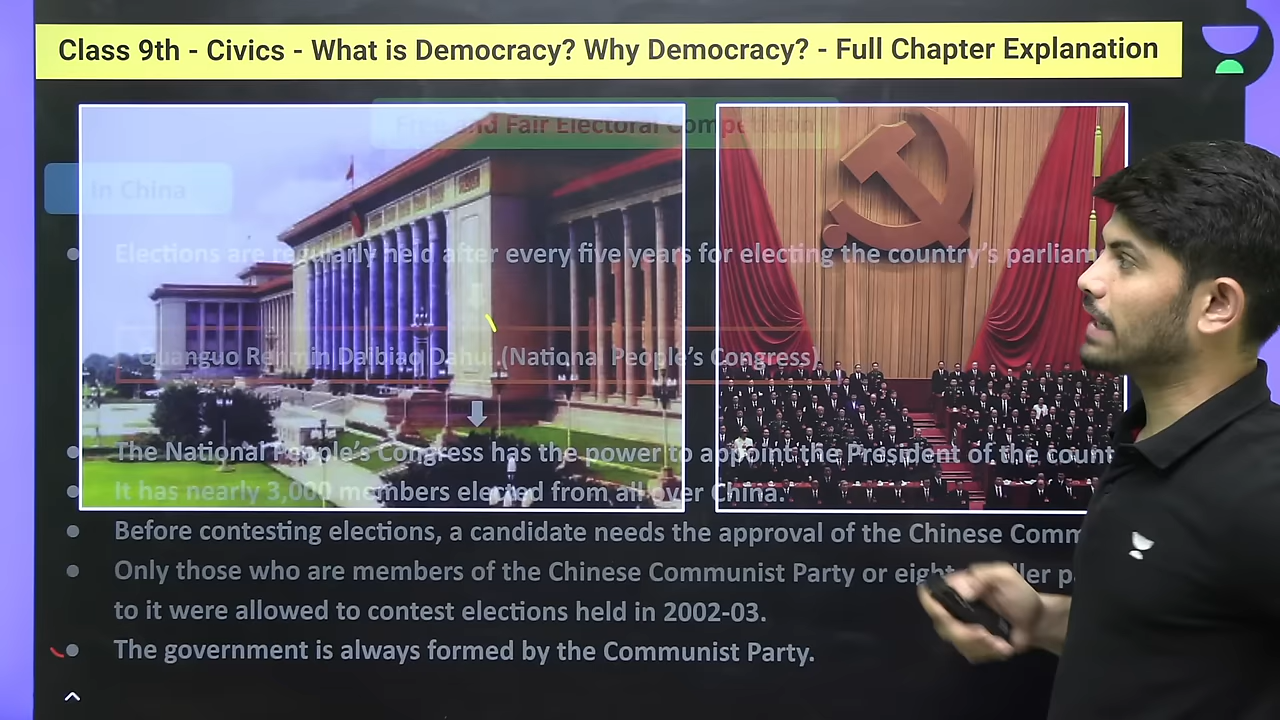 Class 9th - Civics - What is Democracy? Why Democracy? - Full Chapter Explanation
Free and Fair Electoral Competition
In China
Elections are regularly held after every five years for electing the country's
Quanguo Renmin Daibiao Dahui (National People's Congress)
The National People's Congress has the power to appoint the President of the
It has nearly 3,000 members elected from all over China.
Before contesting elections, a candidate needs the approval of the Chinese
Only those who are members of the Chinese Communist Party or
to it were allowed to contest elections held in 2002-03.
The government is always formed by the Communist Party.